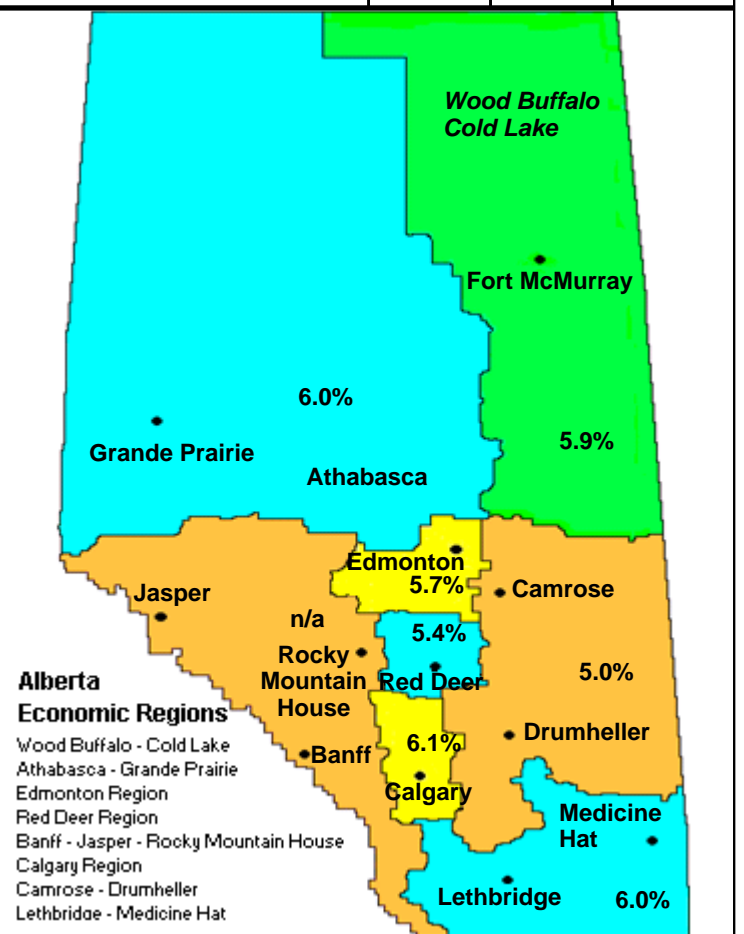 Wood Buffalo
Cold Lake
Fort McMurray
6.0%
5.9%
Grande Prairie
Athabasca
Edmonton
5.7%
Camrose
Jasper
n/a
5.4%
Rocky
Mountain
House
Red Deer
5.0%
Drumheller
6.1%
Banff
Calgary
Medicine
Hat
Lethbridge
6.0%
Alberta
Economic Regions
Wood Buffalo - Cold Lake
Athabasca - Grande Prairie
Edmonton Region
Red Deer Region
Banff - Jasper - Rocky Mountain House
Calgary Region
Camrose - Drumheller
Lethbridge - Medicine Hat